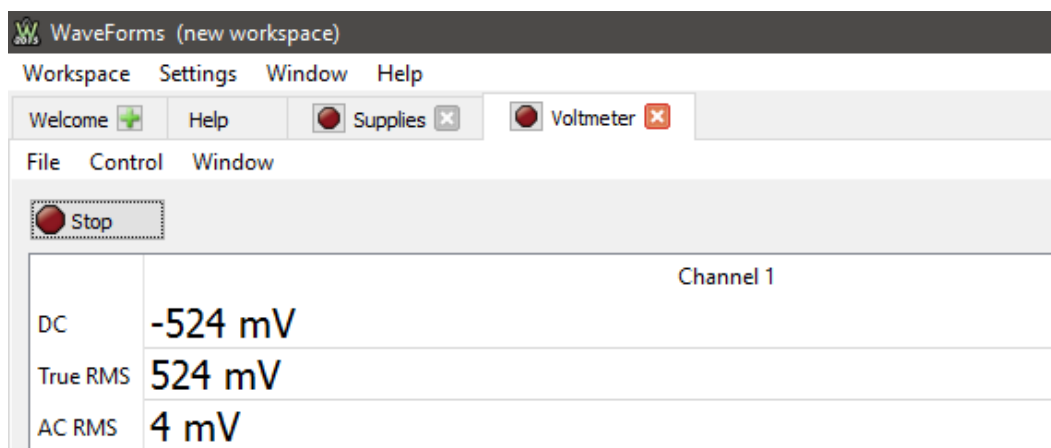 WaveForms (new workspace)
Workspace Settings Window Help
Welcome Help Supplies Voltmeter
File Control Window
Stop
Channel 1
DC -524 mV
True RMS 524 mV
AC RMS 4 mV